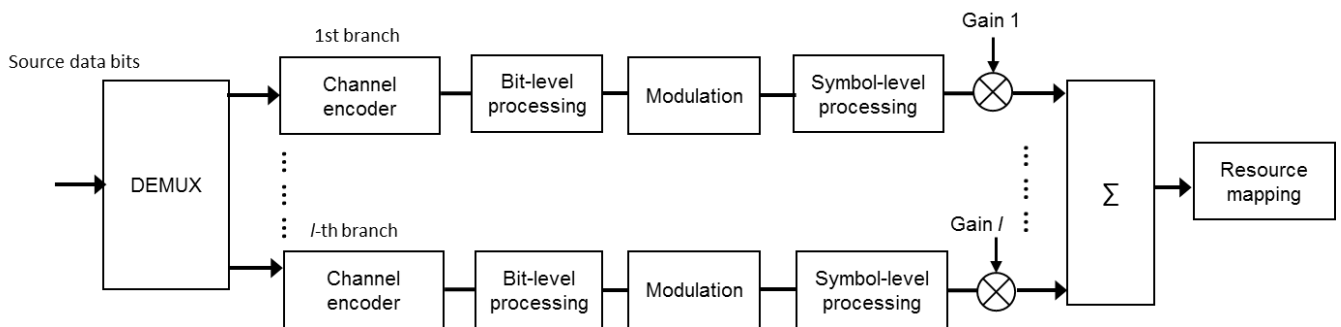 Source data bits
DEMUX
1st branch
Channel
encoder
Bit-level
processing
Modulation
Symbol-level
processing
Gain 1
l-th branch
Channel
encoder
Bit-level
processing
Modulation
Symbol-level
processing
Gain l
Σ
Resource
mapping